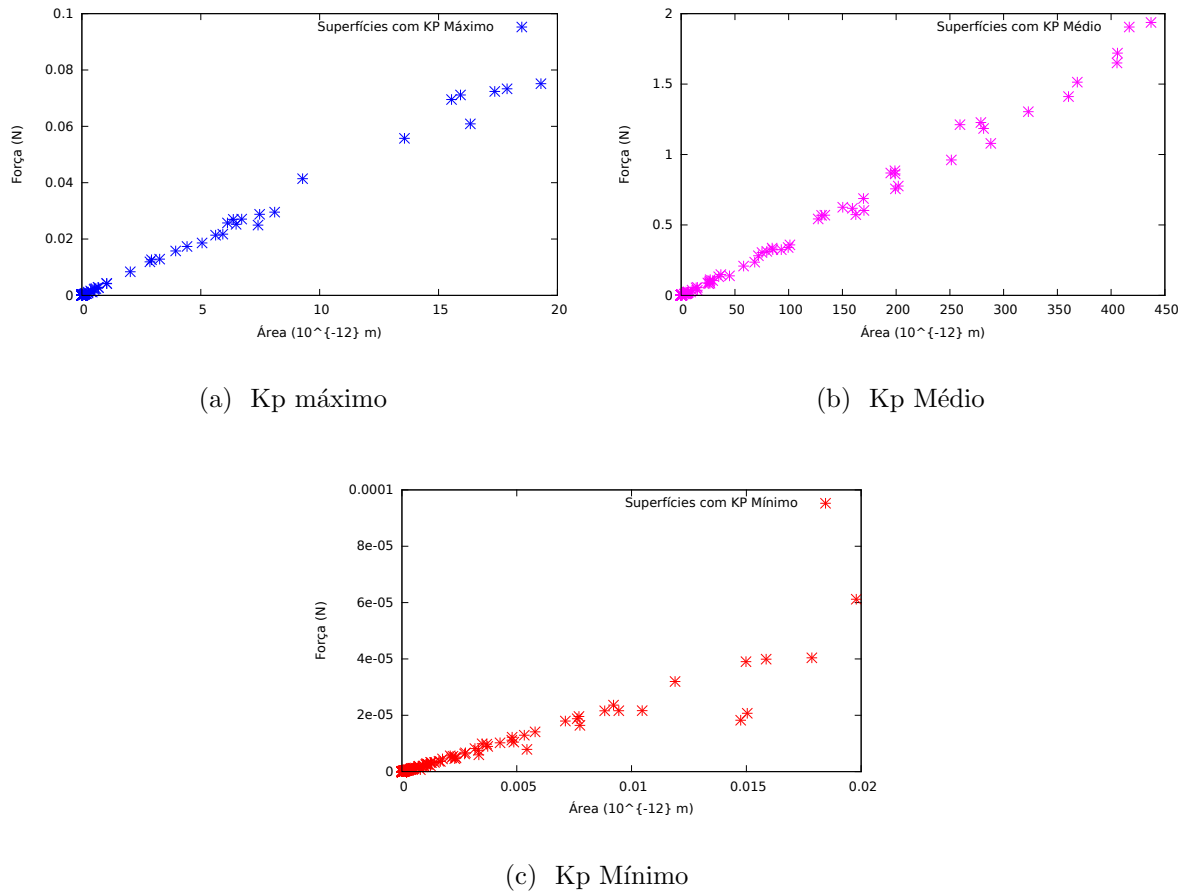 Superfícies com KP Máximo
Força (N)
0.1
0.08
0.06
0.04
0.02
0
0 5 10 15 20
Área (10^{-12} m)
(a) Kp máximo
Superfícies com KP Médio
Força (N)
2
1.5
1
0.5
0
0 50 100 150 200 250 300 350 400 450
Área (10^{-12} m)
(b) Kp Médio
Superfícies com KP Mínimo
Força (N)
0.0001
8e-05
6e-05
4e-05
2e-05
0
0 0.005 0.01 0.015 0.02
Área (10^{-12} m)
(c) Kp Mínimo